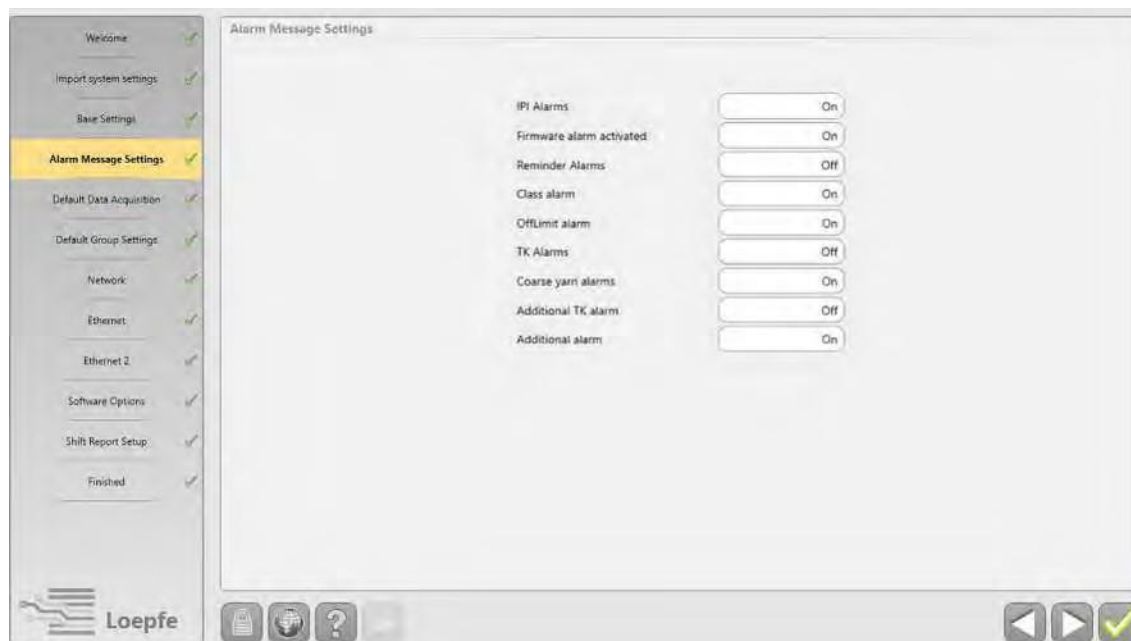 Welcome
Import system settings
Base Settings
Alarm Message Settings
Default Data Acquisition
Default Group Settings
Network
Ethernet
Ethernet 2
Software Options
Shift Report Setup
Finished
Loepfe
Alarm Message Settings
IPI Alarms On
Firmware alarm activated On
Reminder Alarms Off
Class alarm On
OffLimit alarm On
TK Alarms Off
Coarse yarn alarms On
Additional TK alarm Off
Additional alarm On
?